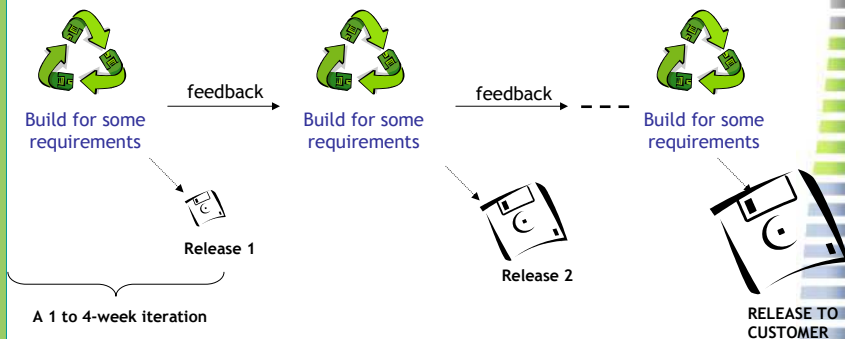 feedback
feedback
Build for some
requirements
Build for some
requirements
Build for some
requirements
Release 1
Release 2
A 1 to 4-week iteration
RELEASE TO
CUSTOMER